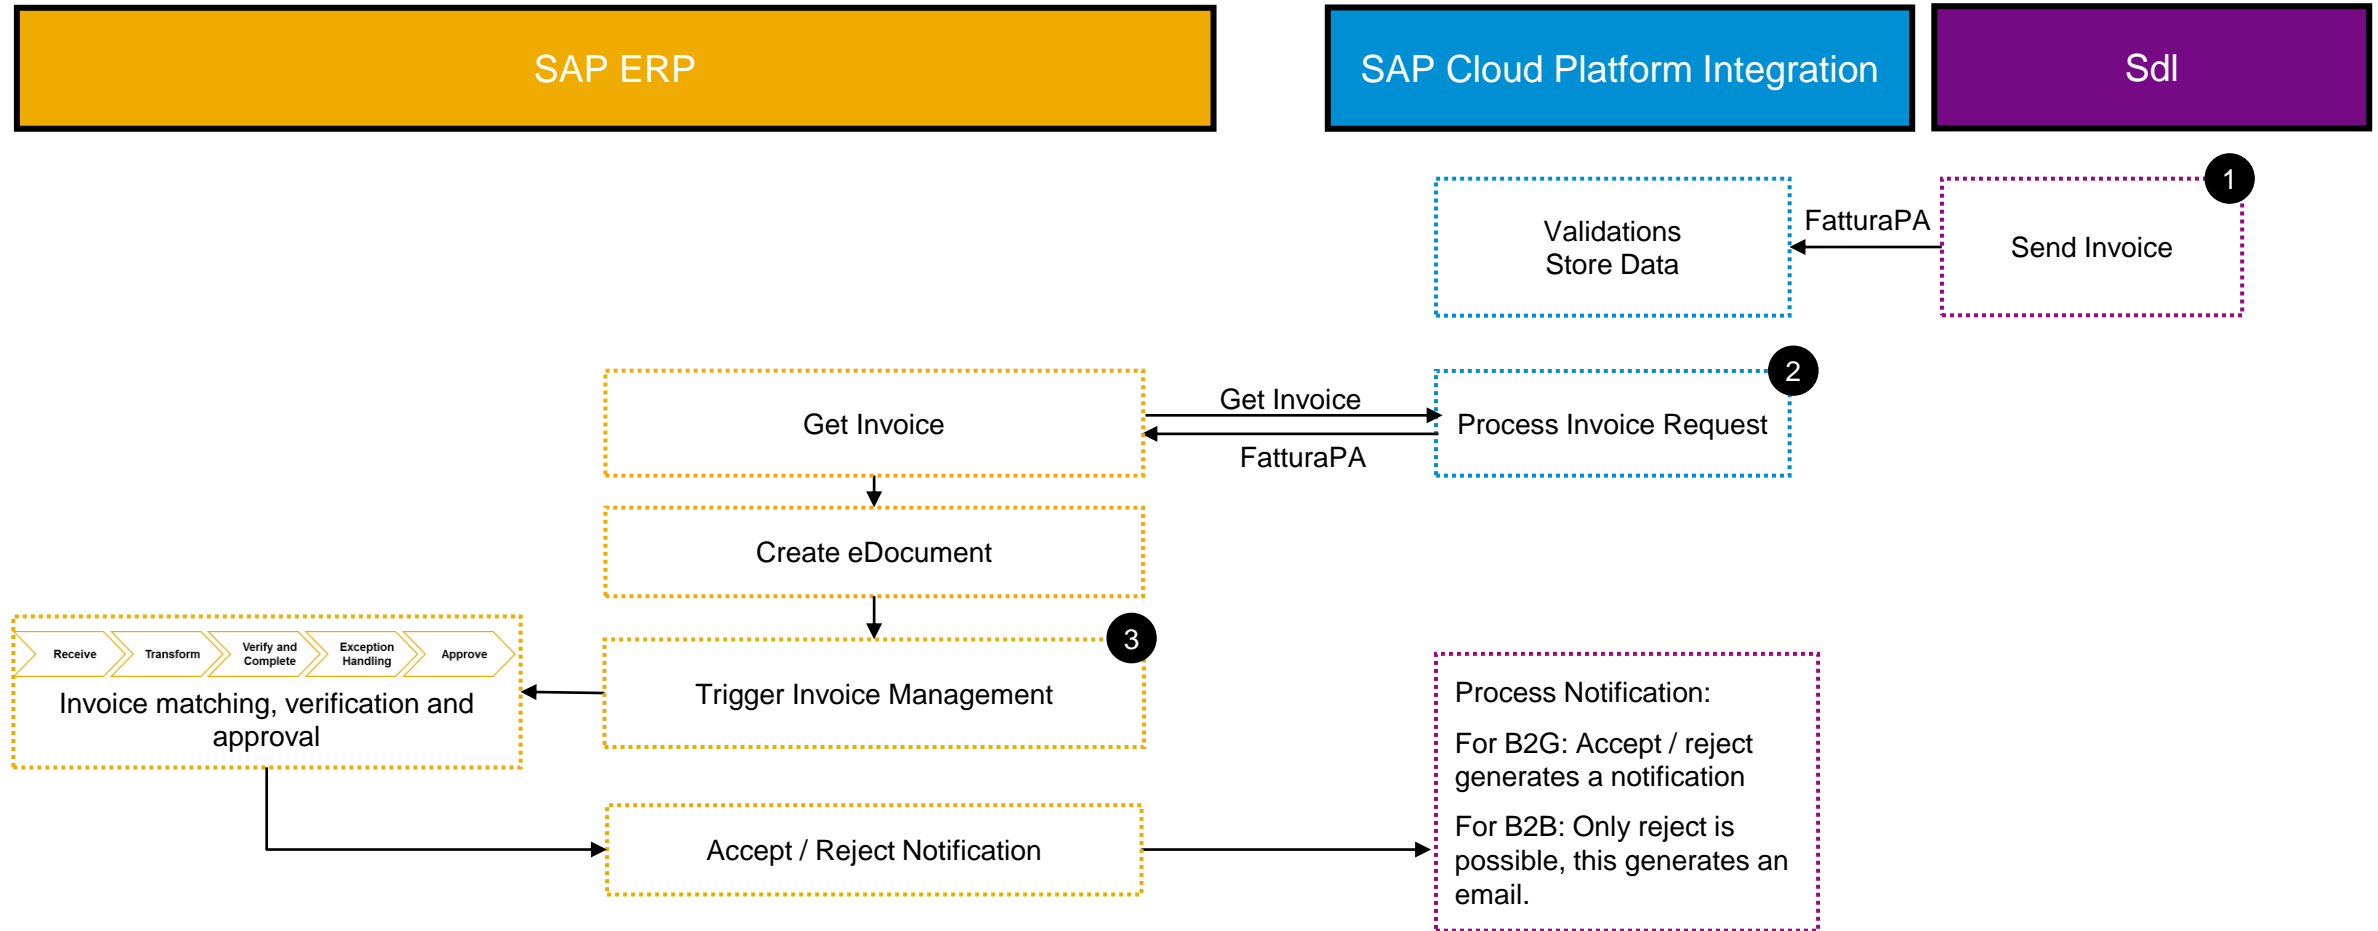 SAP ERP
SAP Cloud Platform Integration
SdI
1
Validations
Store Data
FatturaPA
Send Invoice
2
Get Invoice
Get Invoice
FatturaPA
Process Invoice Request
Create eDocument
3
Receive
Transform
Verify and
Complete
Exception
Handling
Approve
Invoice matching, verification and
approval
Trigger Invoice Management
Accept / Reject Notification
Process Notification:
For B2G: Accept / reject
generates a notification
For B2B: Only reject is
possible, this generates an
email.